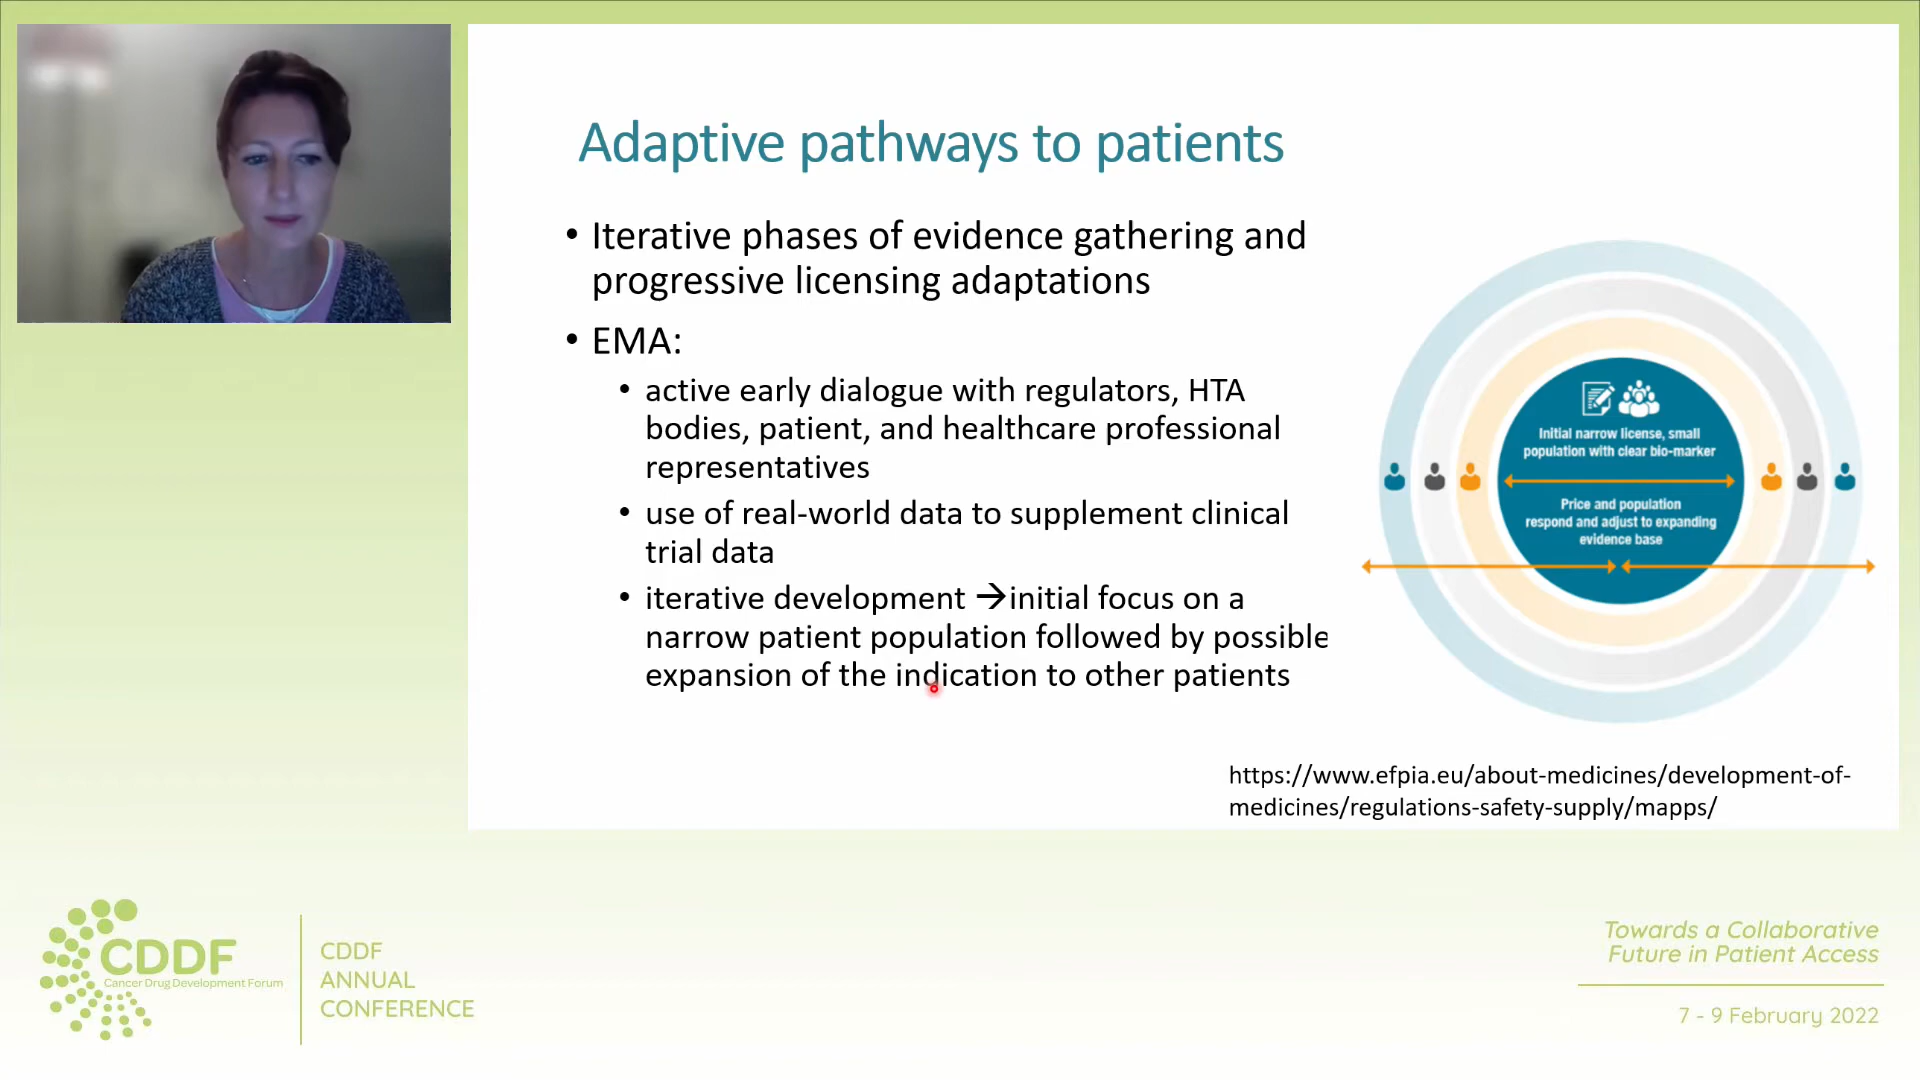 Adaptive pathways to patients
• Iterative phases of evidence gathering and
progressive licensing adaptations
• EMA:
• active early dialogue with regulators, HTA
bodies, patient, and healthcare professional
representatives
• use of real-world data to supplement clinical
trial data
• iterative development →initial focus on a
narrow patient population followed by possible
expansion of the indication to other patients
Initial narrow license, small
population with clear bio-marker
Price and population
respond and adjust to expanding
evidence base
https://www.efpia.eu/about-medicines/development-of-
medicines/regulations-safety-supply/mapps/
CDDF
Cancer Drug Development Forum
CDDF
ANNUAL
CONFERENCE
Towards a Collaborative
Future in Patient Access
7 - 9 February 2022